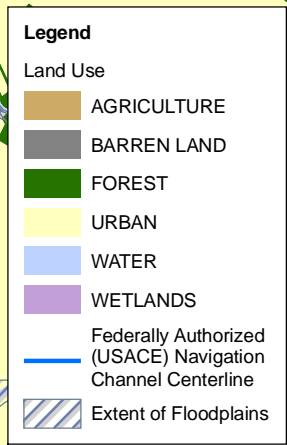 Legend
Land Use
AGRICULTURE
BARREN LAND
FOREST
URBAN
WATER
WETLANDS
Federally Authorized
(USACE) Navigation
Channel Centerline
Extent of Floodplains